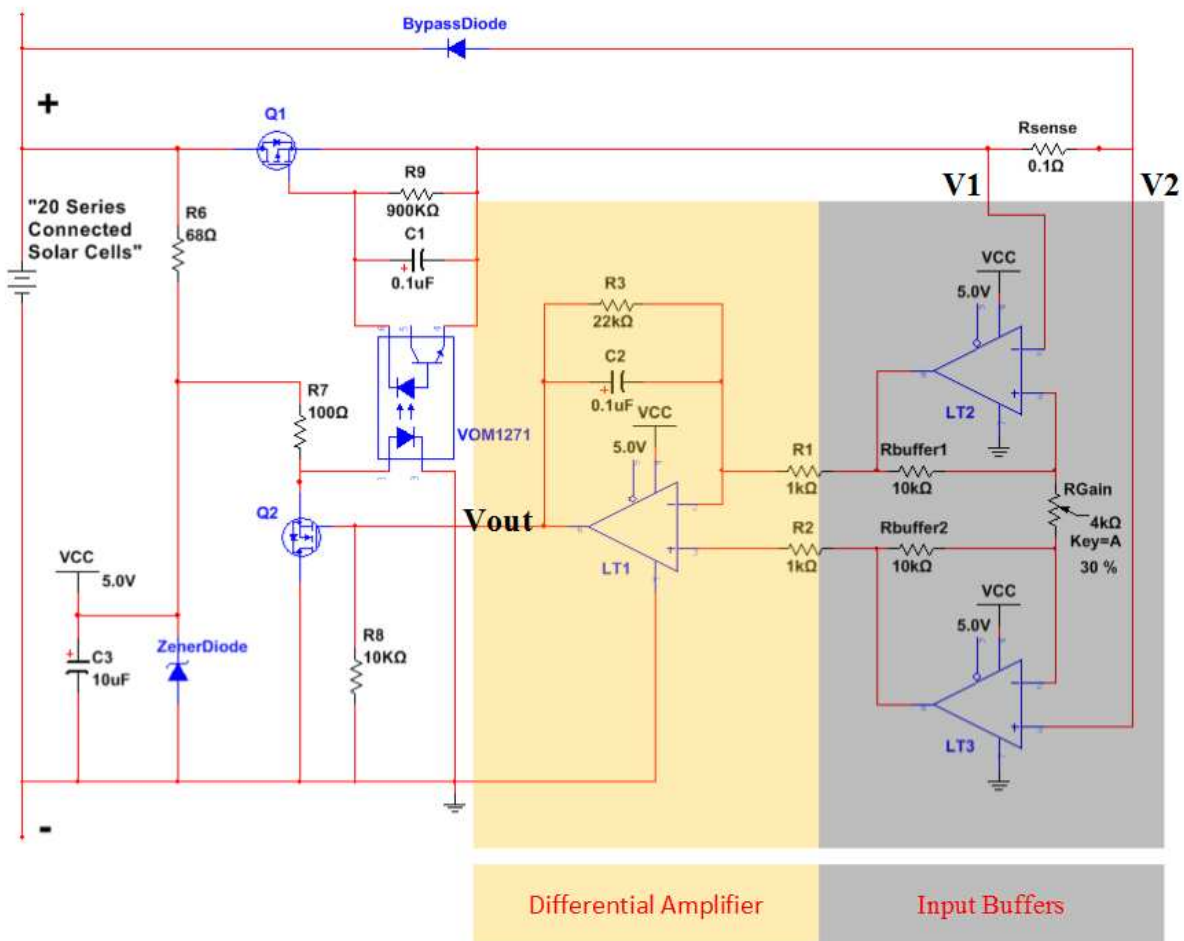 BypassDiode
+
Q1
Rsense
0.1Ω
V1
V2
"20 Series
Connected
Solar Cells"
R6
68Ω
R9
900KΩ
C1
0.1uF
VCC
5.0V
R3
22kΩ
C2
0.1uF
R7
100Ω
VOM1271
LT2
VCC
5.0V
R1
1kΩ
Rbuffer1
10kΩ
RGain
4kΩ
Key=A
30 %
Q2
Vout
LT1
R2
1kΩ
Rbuffer2
10kΩ
VCC
5.0V
VCC
5.0V
C3
10uF
ZenerDiode
R8
10KΩ
LT3
-
Differential Amplifier
Input Buffers